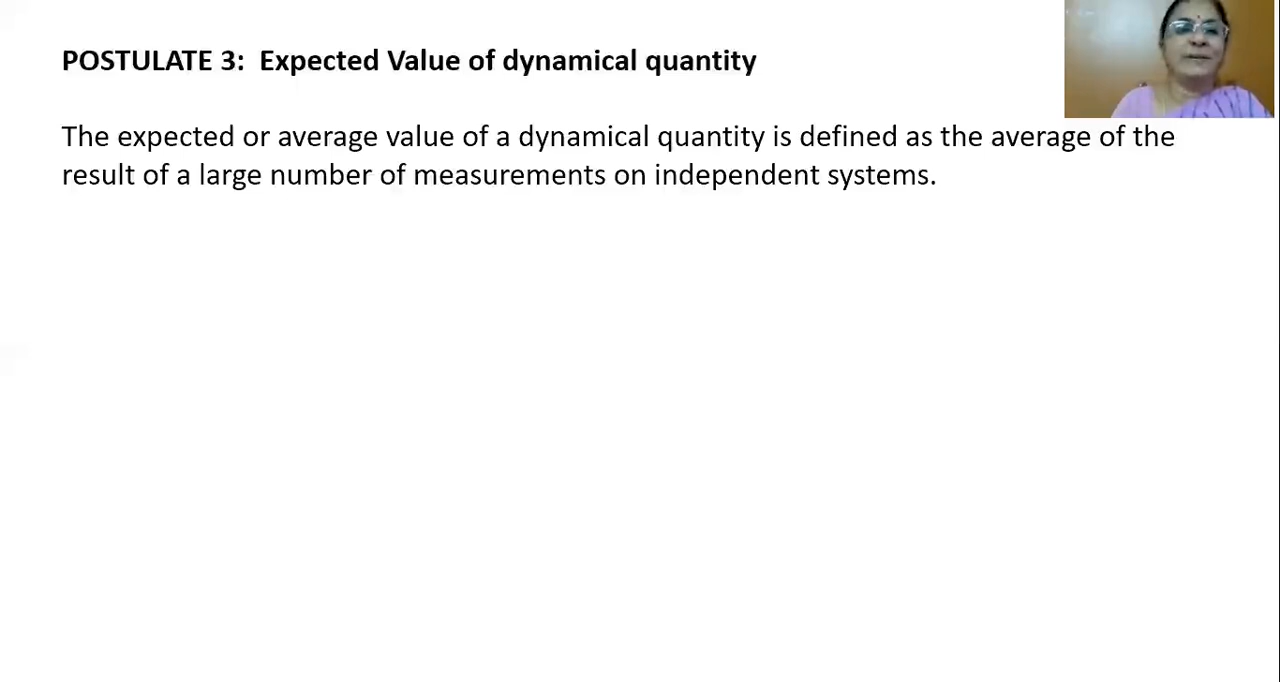 POSTULATE 3:  Expected Value of dynamical quantity
The expected or average value of a dynamical quantity is defined as the average of the
result of a large number of measurements on independent systems.